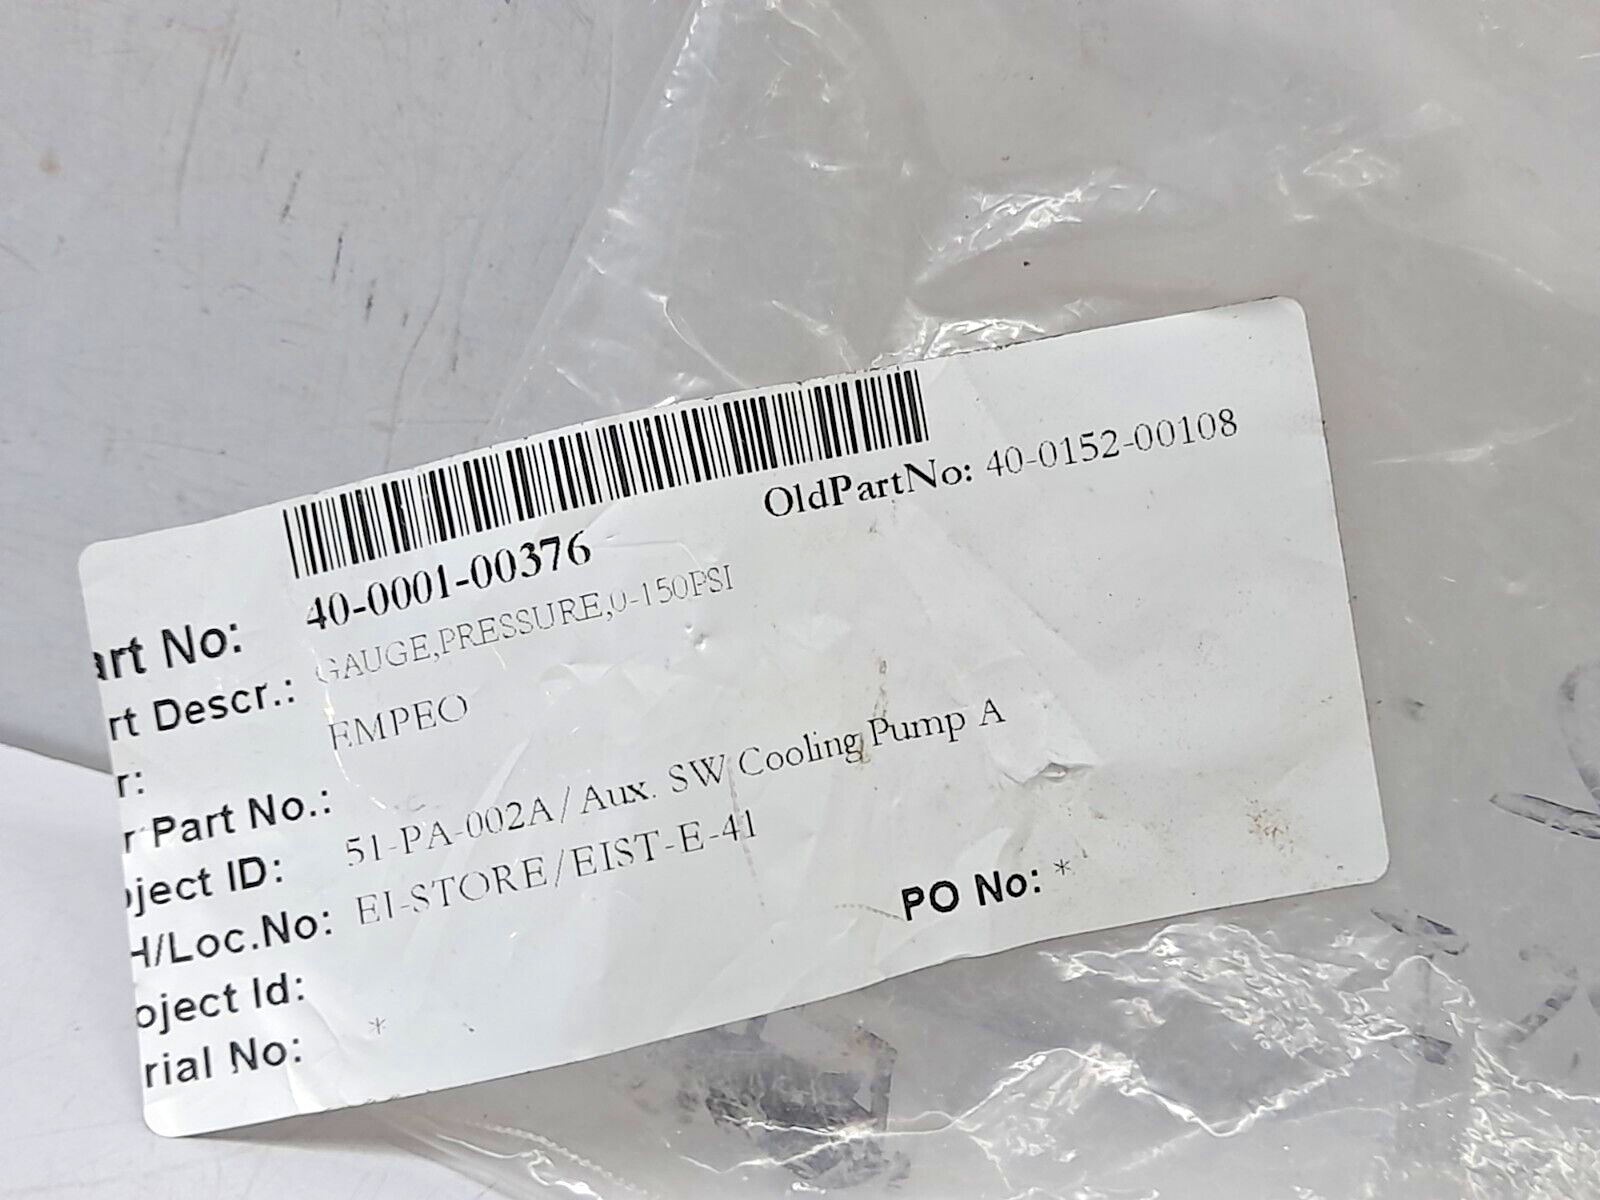 OldPartNo: 40-0152-00108
art No: 40-0001-00376
rt Descr.: GAUGE,PRESSURE,0-150PSI
r: EMPEO
r Part No.:
oject ID: 51-PA-002A/Aux. SW Cooling Pump A
H/Loc.No: EI-STORE/EIST-E-41
oject Id: PO No: *
rial No: *